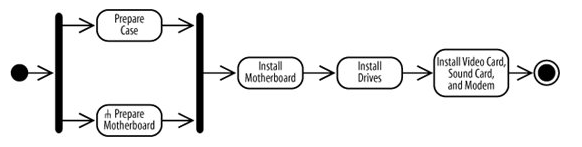 Prepare
Case
Prepare
Motherboard
Install
Motherboard
Install
Drives
Install Video Card,
Sound Card,
and Modem